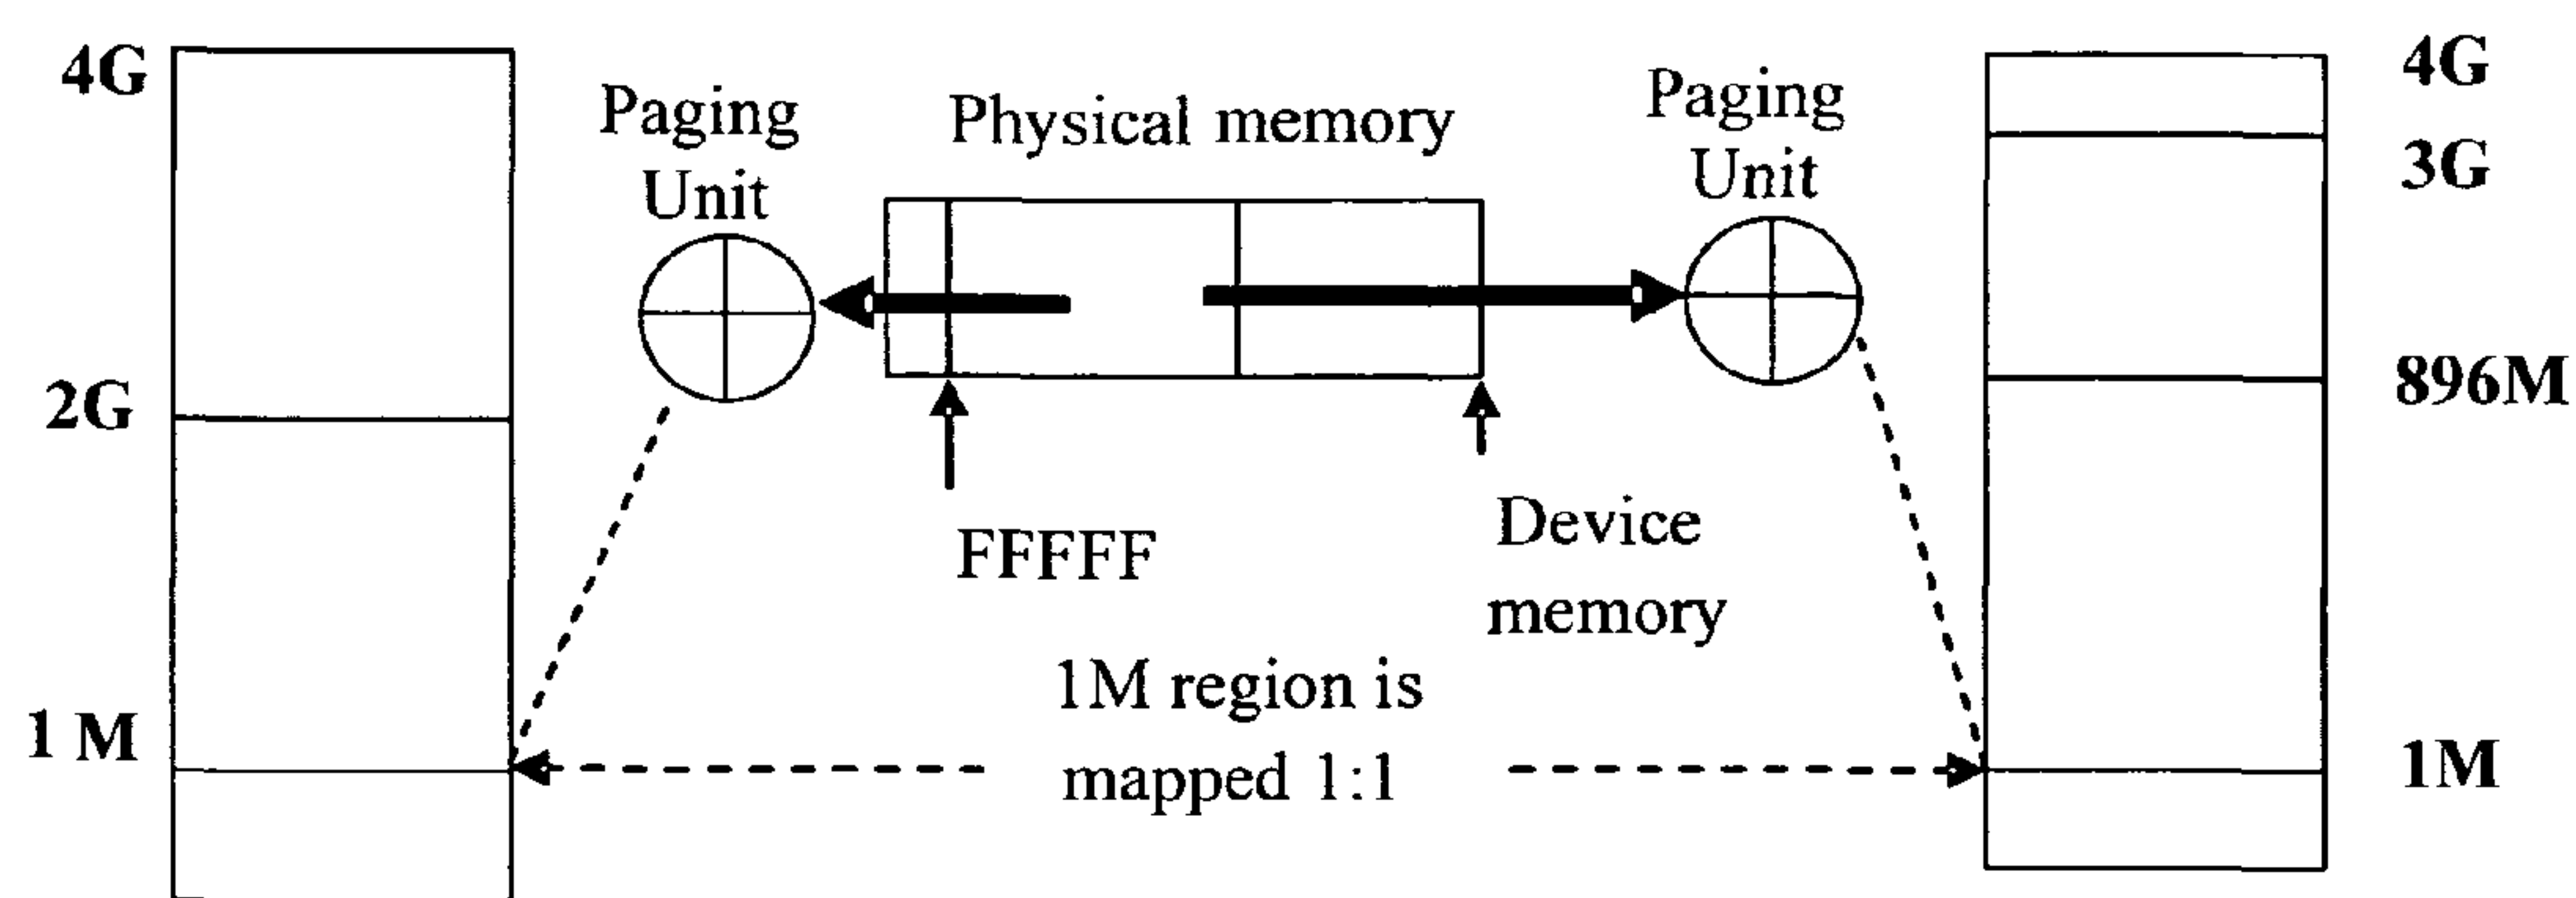 4G
2G
1 M
Paging
Unit
Physical memory
FFFFF
Device
memory
1M region is
mapped 1:1
Paging
Unit
4G
3G
896M
1M